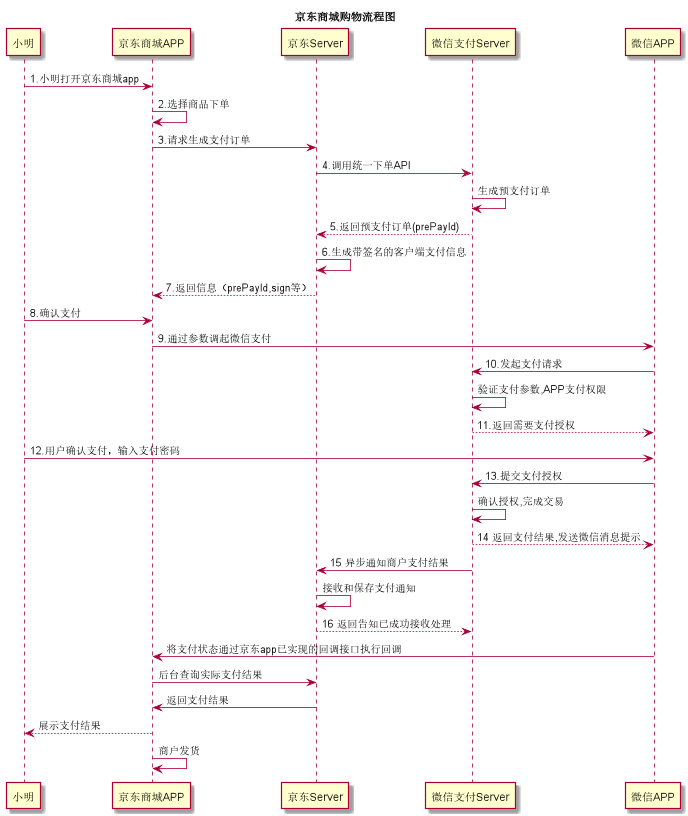 京东商城购物流程图
小明 京东商城APP 京东Server 微信支付Server 微信APP
1.小明打开京东商城app
2.选择商品下单
3.请求生成支付订单
4.调用统一下单API
生成预支付订单
5.返回预支付订单(prePayId)
6.生成带签名的客户端支付信息
7.返回信息（prePayId,sign等）
8.确认支付
9.通过参数调起微信支付
10.发起支付请求
验证支付参数,APP支付权限
11.返回需要支付授权
12.用户确认支付，输入支付密码
13.提交支付授权
确认授权,完成交易
14 返回支付结果,发送微信消息提示
15 异步通知商户支付结果
接收和保存支付通知
16 返回告知已成功接收处理
将支付状态通过京东app已实现的回调接口执行回调
后台查询实际支付结果
返回支付结果
展示支付结果
商户发货
小明 京东商城APP 京东Server 微信支付Server 微信APP